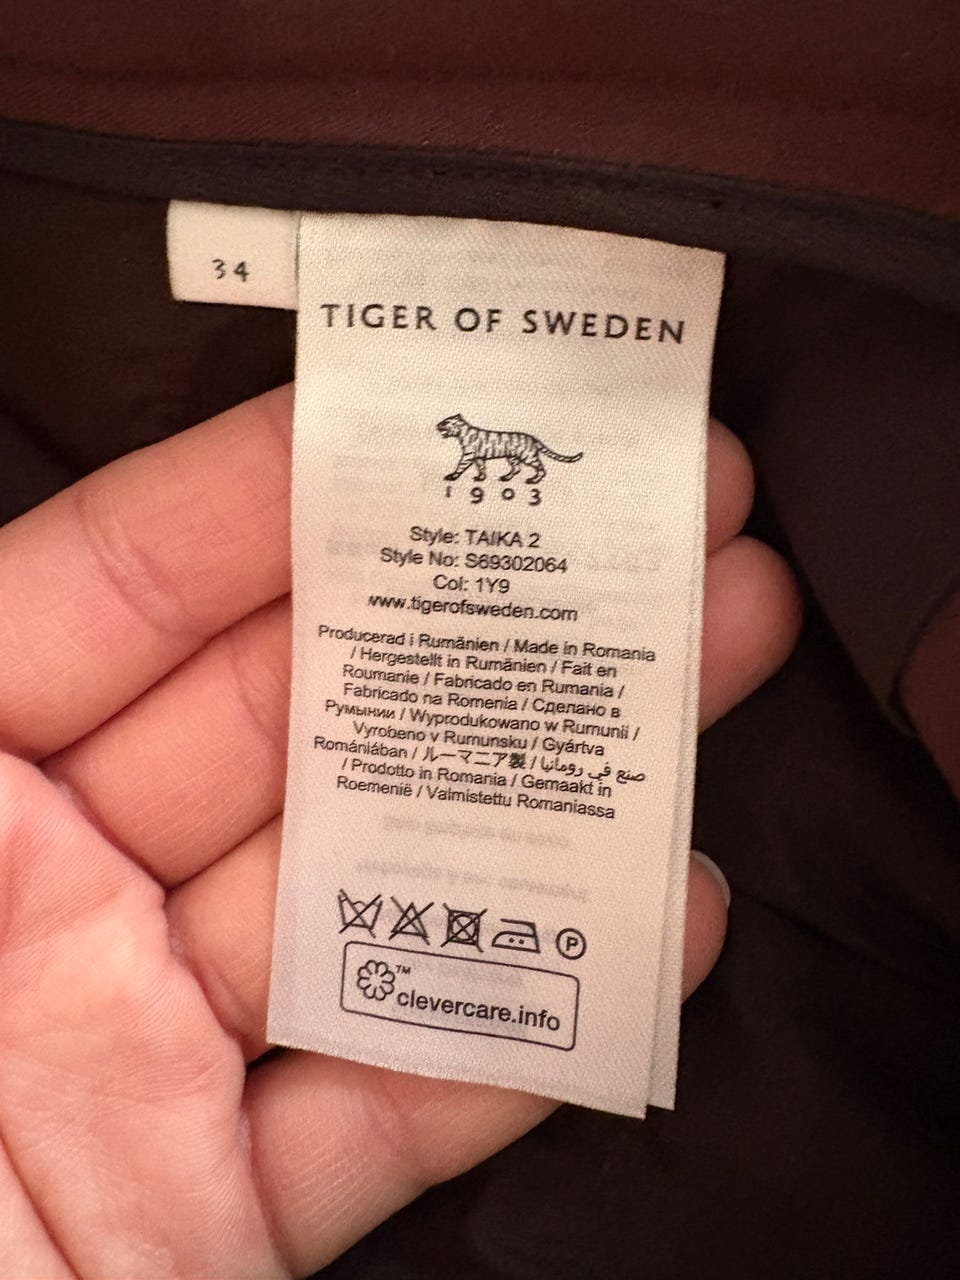 34
TIGER OF SWEDEN
1903
Style: TAIKA 2
Style No: S69302064
Col: 1Y9
www.tigerofsweden.com
Producerad i Rumänien / Made in Romania
/ Hergestellt in Rumänien / Fait en
Roumanie / Fabricado en Rumania /
Fabricado na Romenia / Сделано в
Румынии / Wyprodukowano w Rumunii /
Vyrobeno v Rumunsku / Gyártva
Romániában / ルーマニア製 / صنع في رومانيا
/ Prodotto in Romania / Gemaakt in
Roemenië / Valmistettu Romaniassa
P
™
clevercare.info